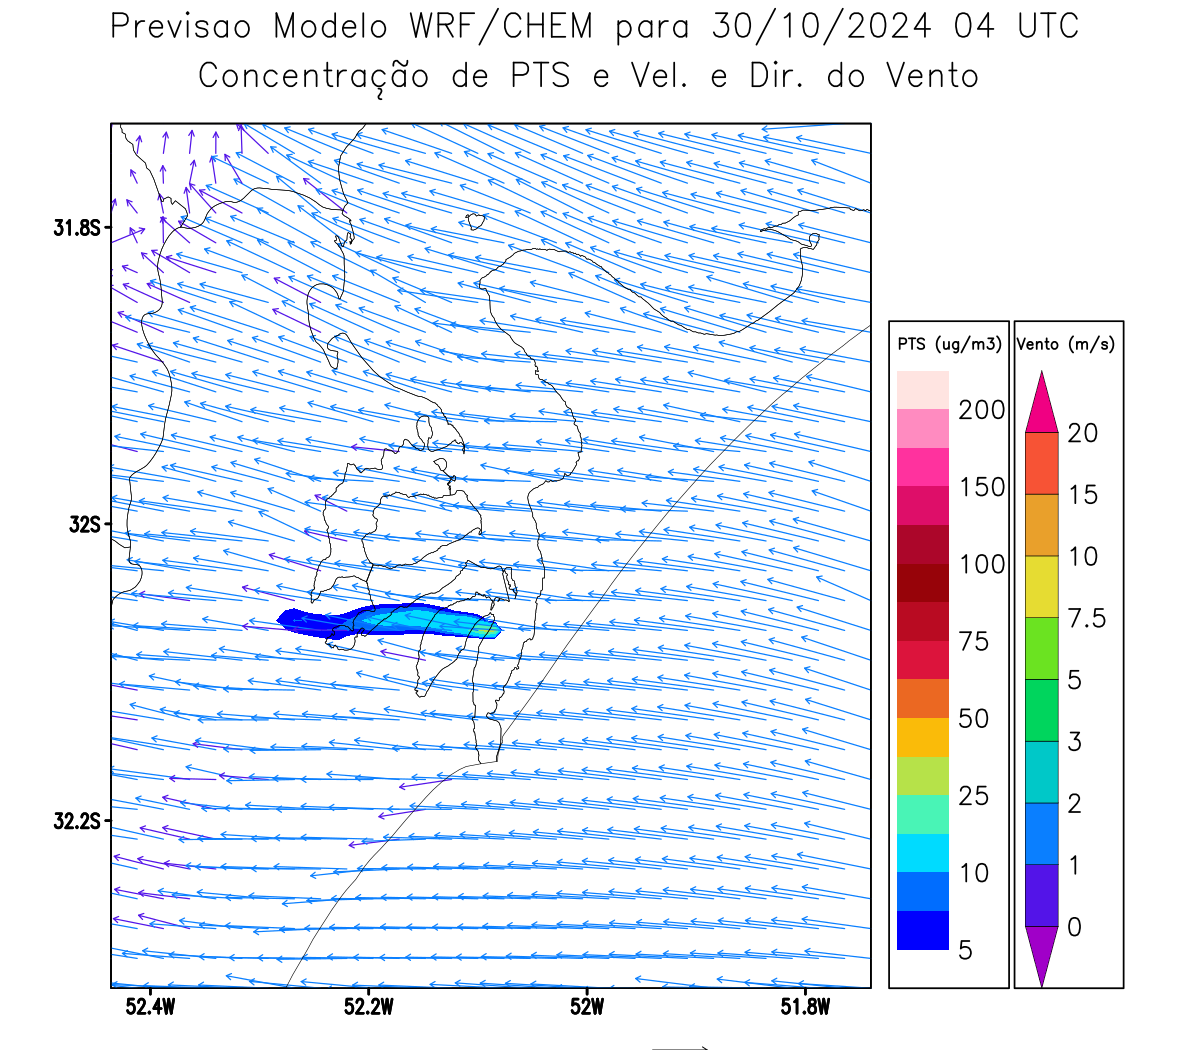 Previsao Modelo WRF/CHEM para 30/10/2024 04 UTC
Concentração de PTS e Vel. e Dir. do Vento
31.8S
32S
32.2S
52.4W 52.2W 52W 51.8W
PTS (ug/m3)
200
150
100
75
50
25
10
5
Vento (m/s)
20
15
10
7.5
5
3
2
1
0